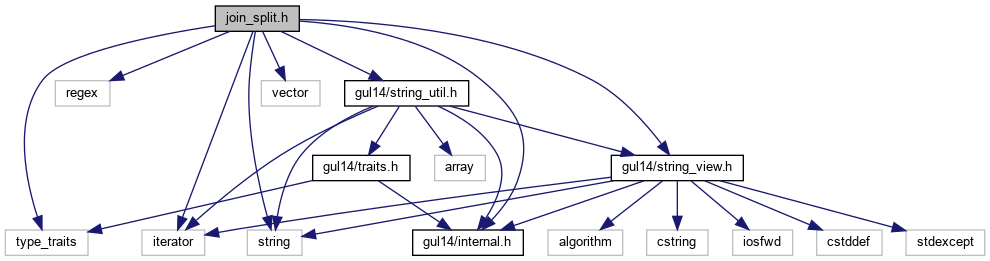 join_split.h
regex
vector
gul14/string_util.h
gul14/traits.h
array
gul14/string_view.h
type_traits
iterator
string
gul14/internal.h
algorithm
cstring
iosfwd
cstddef
stdexcept